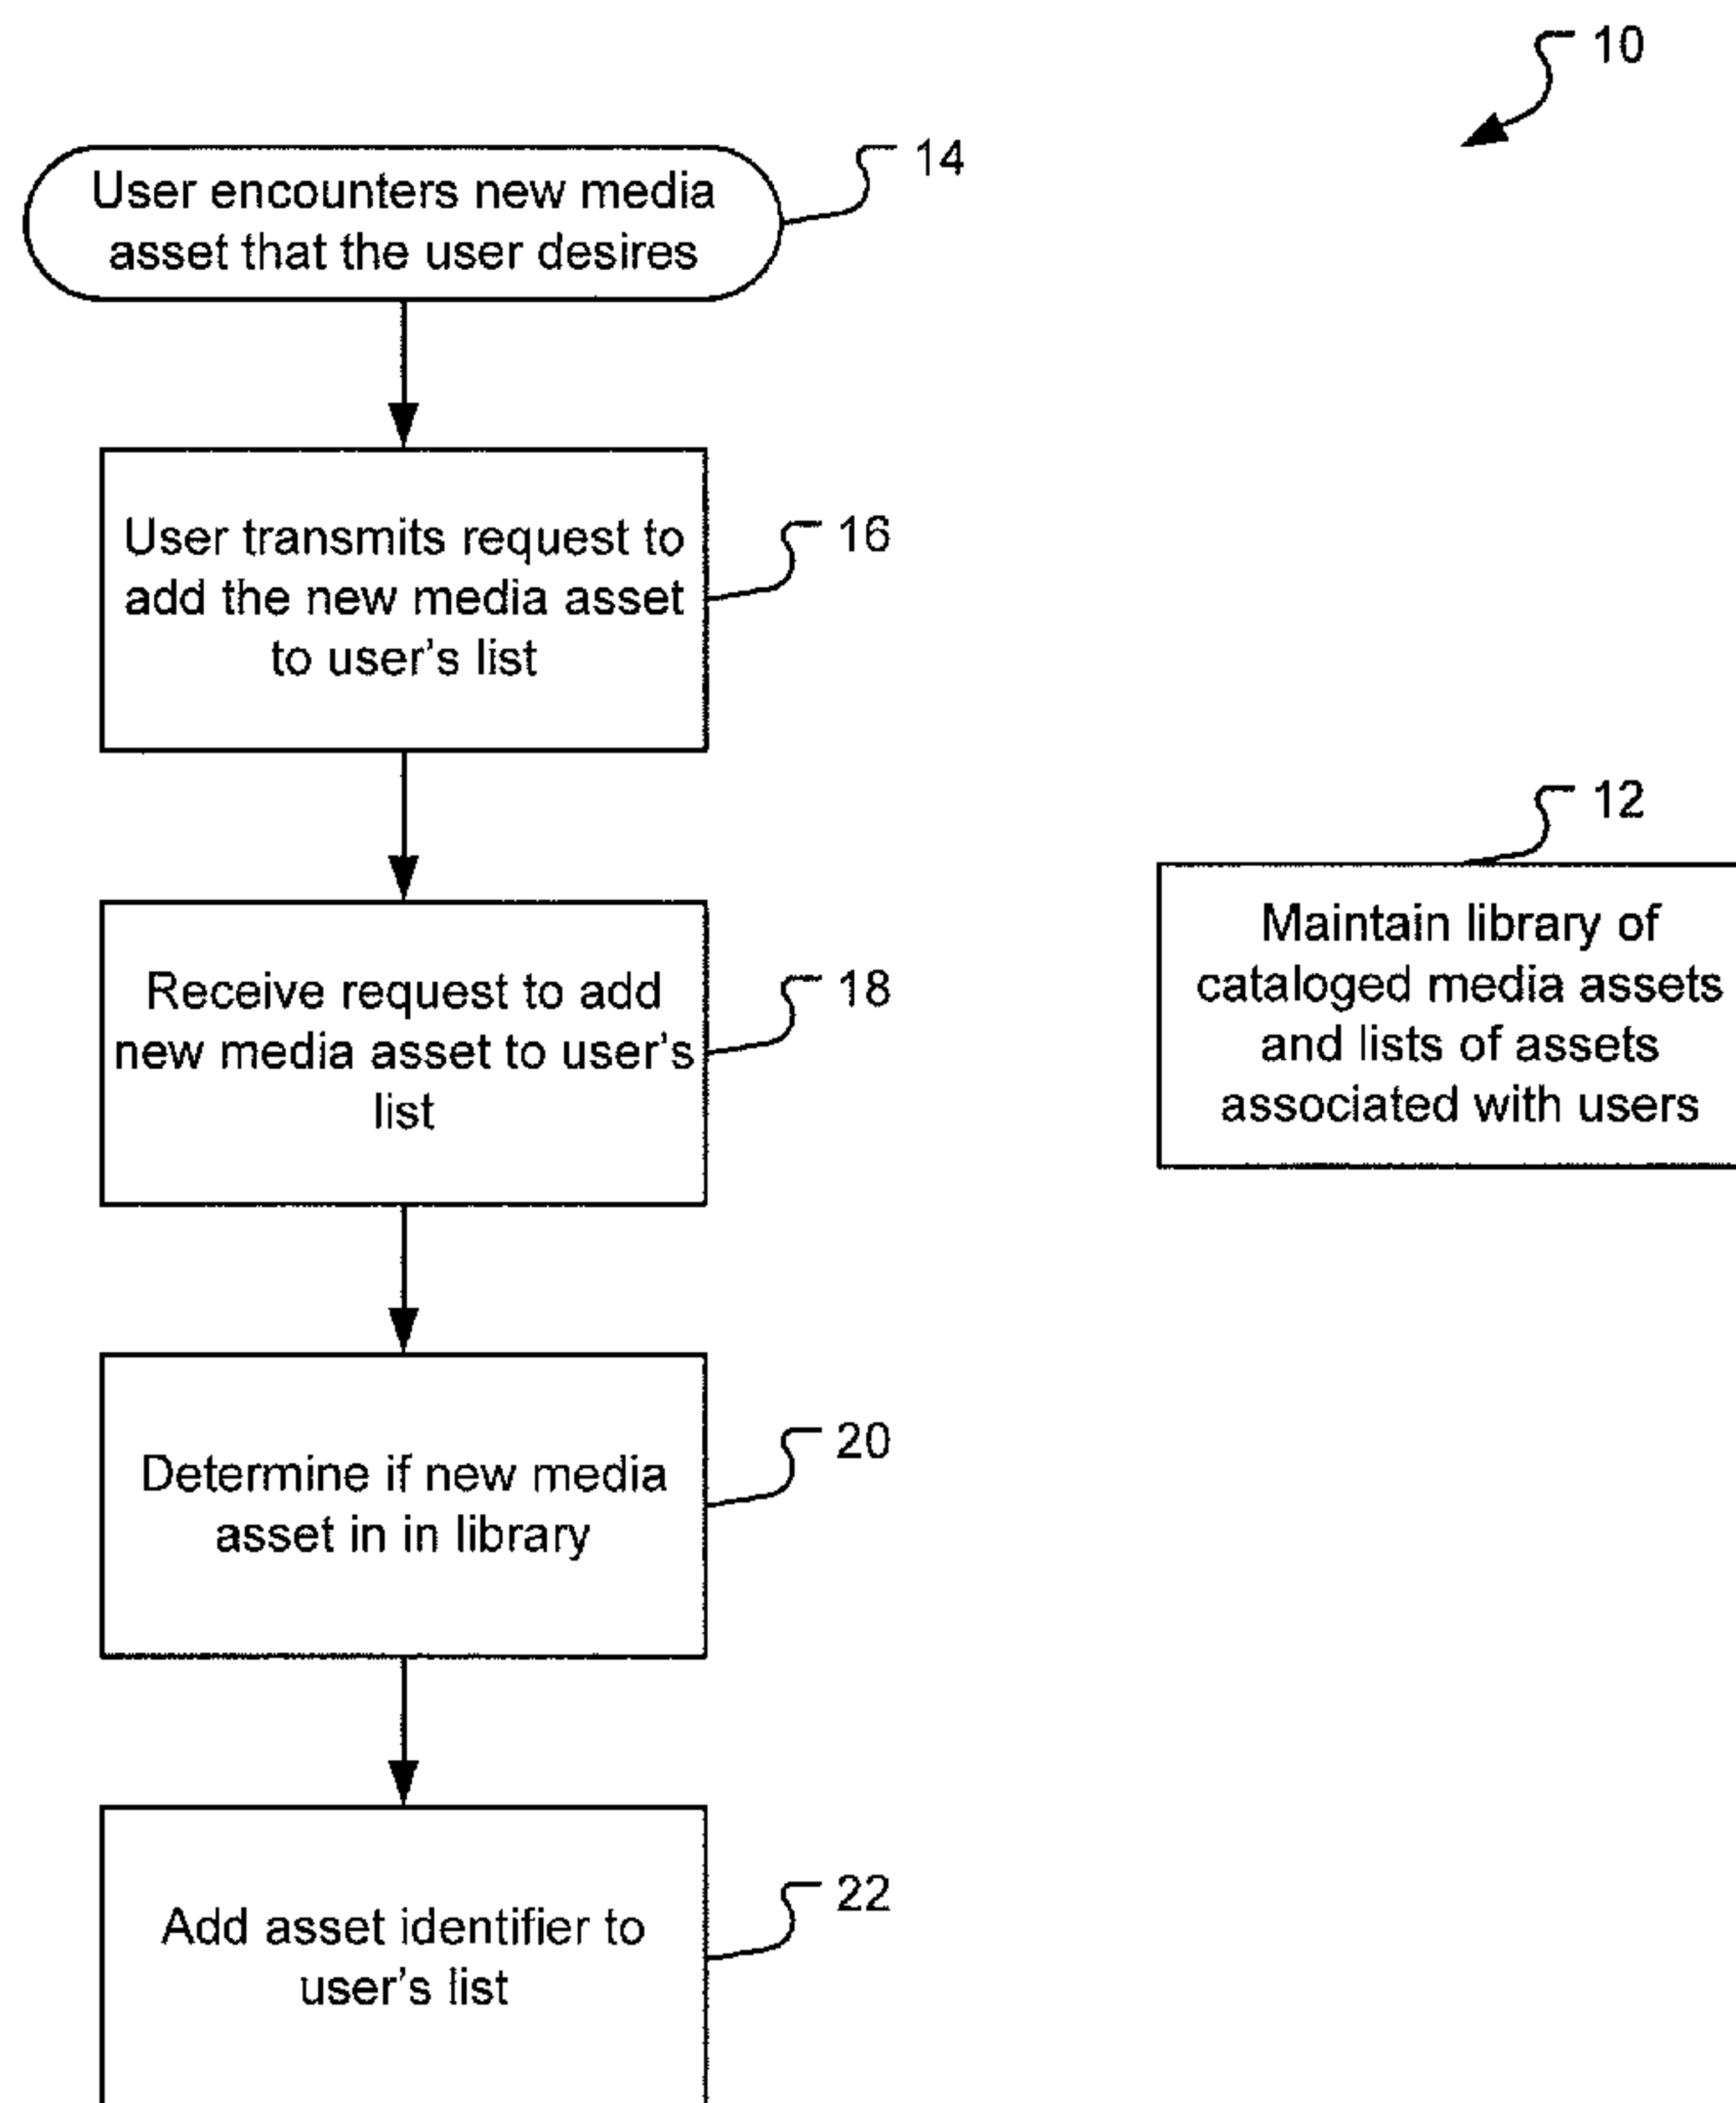 10
User encounters new media
asset that the user desires
14
User transmits request to
add the new media asset
to user's list
16
12
Maintain library of
cataloged media assets
and lists of assets
associated with users
Receive request to add
new media asset to user's
list
18
Determine if new media
asset in in library
20
Add asset identifier to
user's list
22